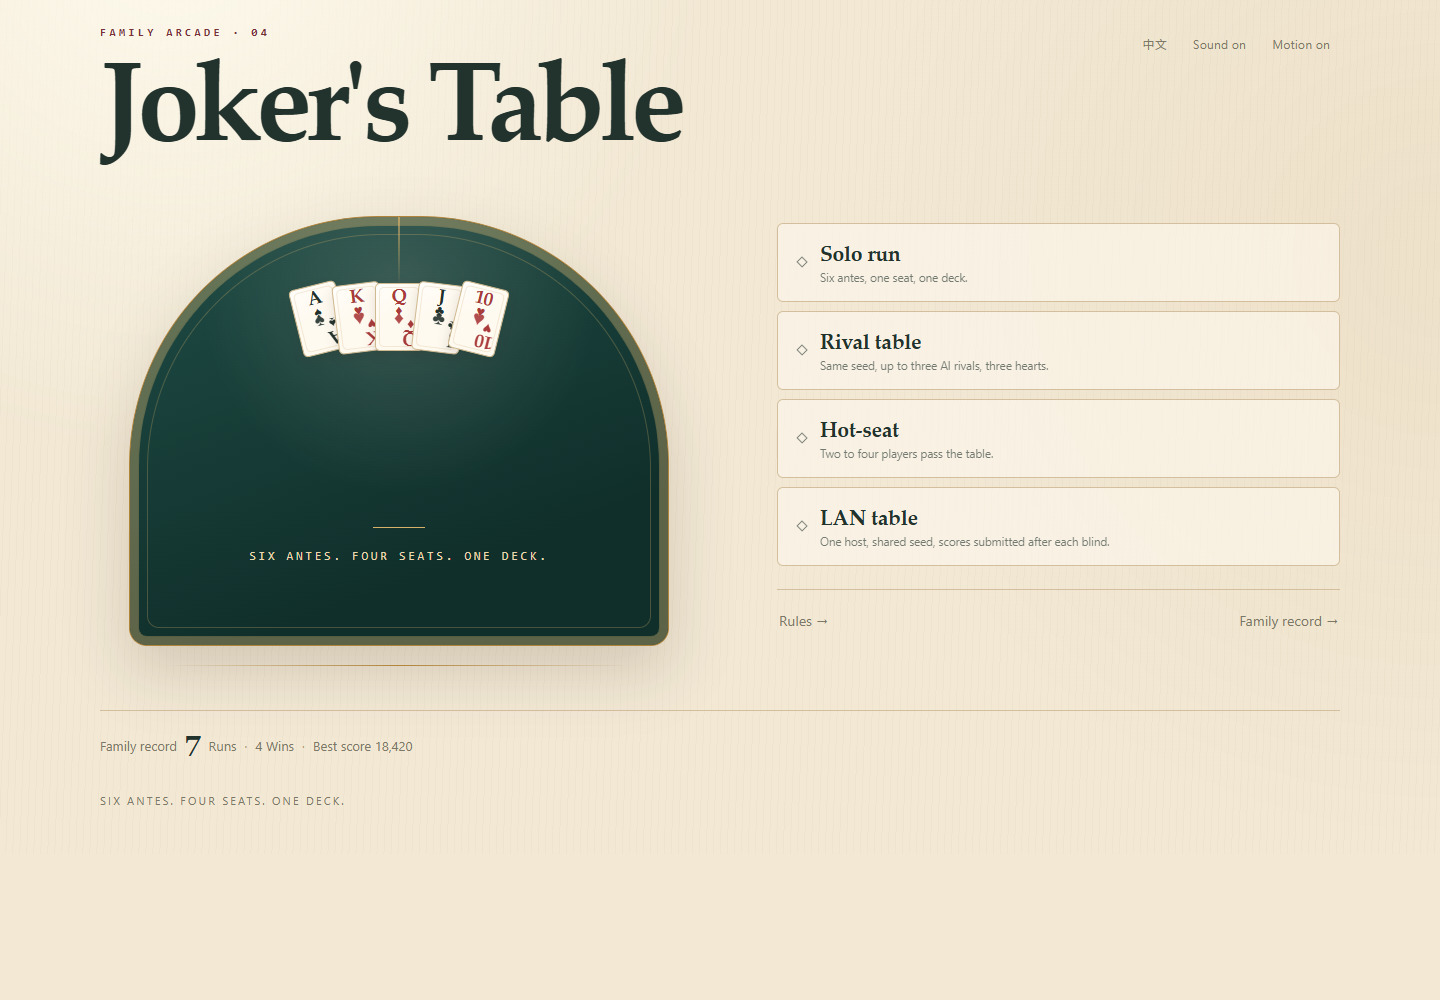 FAMILY ARCADE · 04
中文 Sound on Motion on
Joker's Table
A K Q J 10
A K Q 10
Solo run
Six antes, one seat, one deck.
Rival table
Same seed, up to three AI rivals, three hearts.
Hot-seat
Two to four players pass the table.
LAN table
One host, shared seed, scores submitted after each blind.
SIX ANTES. FOUR SEATS. ONE DECK.
Rules →
Family record →
Family record 7 Runs · 4 Wins · Best score 18,420
SIX ANTES. FOUR SEATS. ONE DECK.